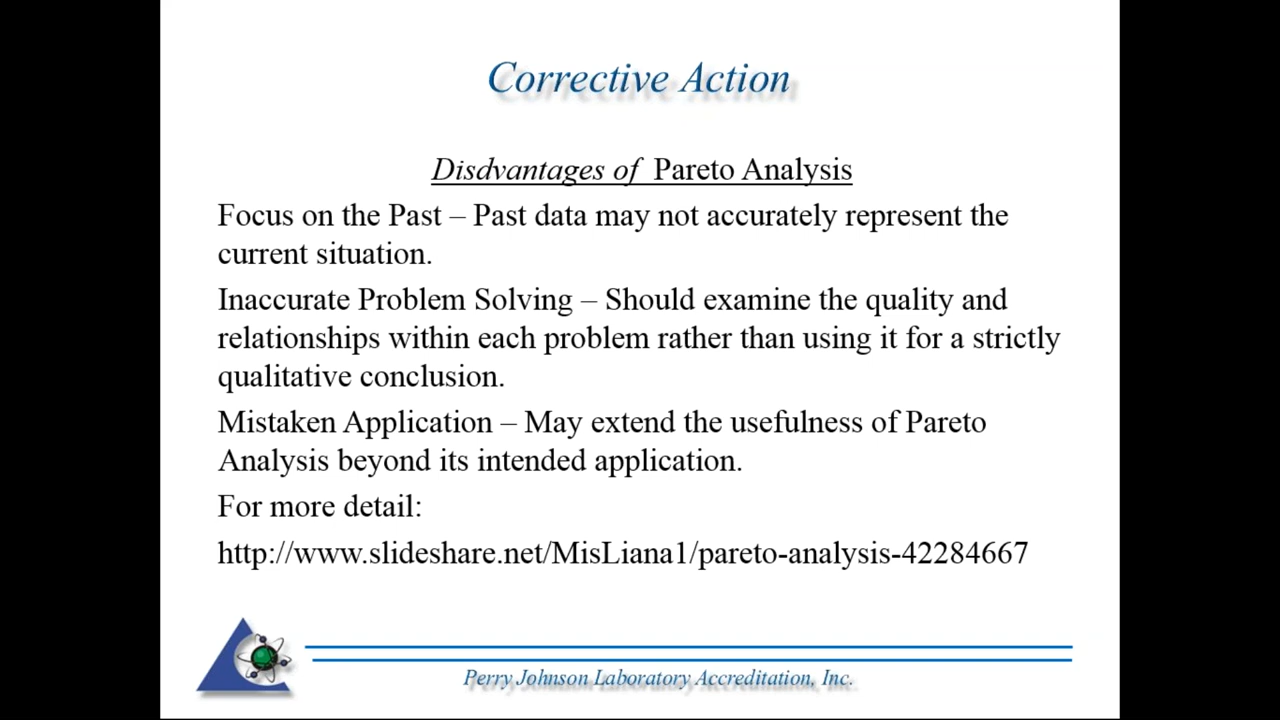 Corrective Action
Disdvantages of Pareto Analysis
Focus on the Past – Past data may not accurately represent the
current situation.
Inaccurate Problem Solving – Should examine the quality and
relationships within each problem rather than using it for a strictly
qualitative conclusion.
Mistaken Application – May extend the usefulness of Pareto
Analysis beyond its intended application.
For more detail:
http://www.slideshare.net/MisLiana1/pareto-analysis-42284667
Perry Johnson Laboratory Accreditation, Inc.